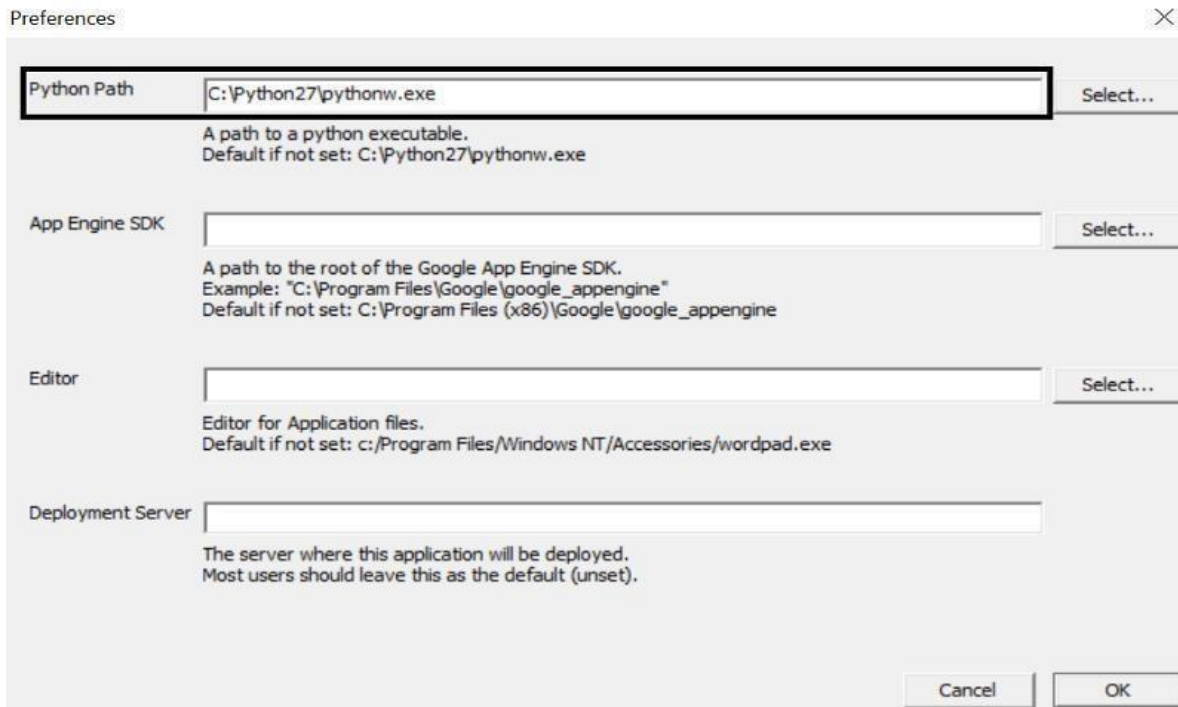 Preferences
Python Path
C:\Python27\pythonw.exe
Select...
A path to a python executable.
Default if not set: C:\Python27\pythonw.exe
App Engine SDK
Select...
A path to the root of the Google App Engine SDK.
Example: "C:\Program Files\Google\google_appengine"
Default if not set: C:\Program Files (x86)\Google\google_appengine
Editor
Select...
Editor for Application files.
Default if not set: c:/Program Files/Windows NT/Accessories/wordpad.exe
Deployment Server
The server where this application will be deployed.
Most users should leave this as the default (unset).
Cancel
OK